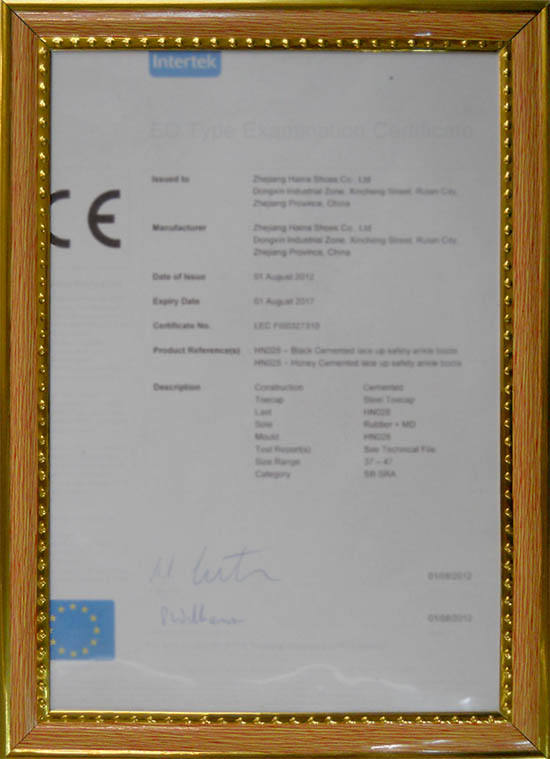 Intertek
EC Type Examination Certificate
CE
Issued to
Zhejiang Haina Shoes Co., Ltd
Dongxin Industrial Zone, Xincheng Street, Ruian City,
Zhejiang Province, China
Manufacturer
Zhejiang Haina Shoes Co., Ltd
Dongxin Industrial Zone, Xincheng Street, Ruian City,
Zhejiang Province, China
Date of Issue 01 August 2012
Expiry Date 01 August 2017
Certificate No. LEC FI00327310
Product Reference(s) HN028 – Black Cemented lace up safety ankle boots
HN028 – Honey Cemented lace up safety ankle boots
Description Construction Cemented
Toecap Steel Toecap
Last HN028
Sole Rubber + MD
Mould HN028
Test Report(s) See Technical File
Size Range 37 – 47
Category SB SRA
01/08/2012
01/08/2012